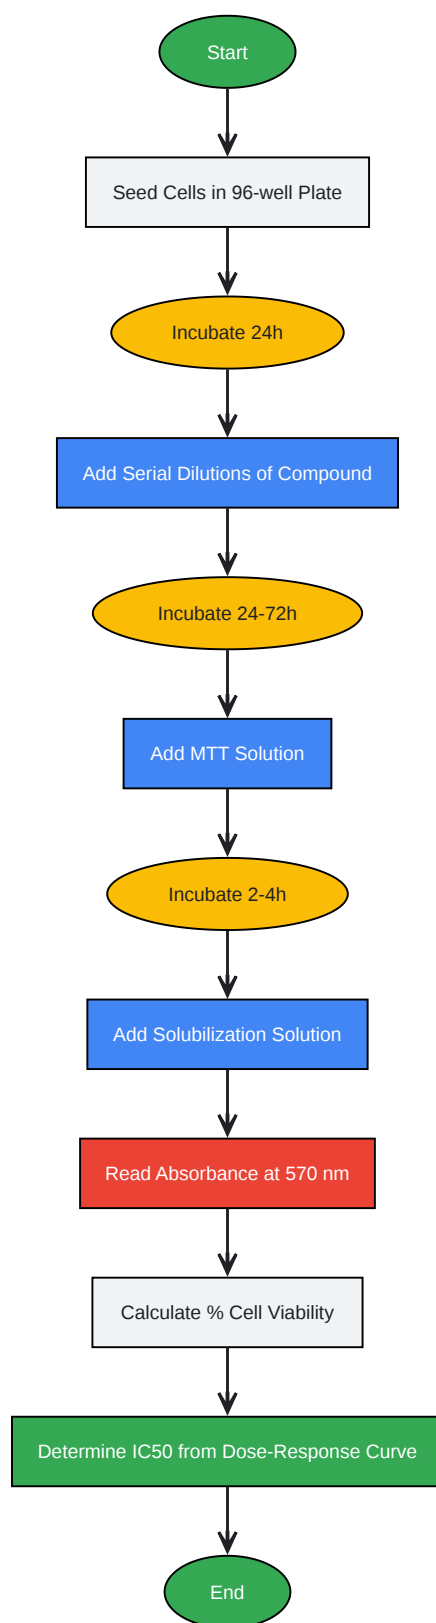 Start
Seed Cells in 96-well Plate
Incubate 24h
Add Serial Dilutions of Compound
Incubate 24-72h
Add MTT Solution
Incubate 2-4h
Add Solubilization Solution
Read Absorbance at 570 nm
Calculate % Cell Viability
Determine IC50 from Dose-Response Curve
End